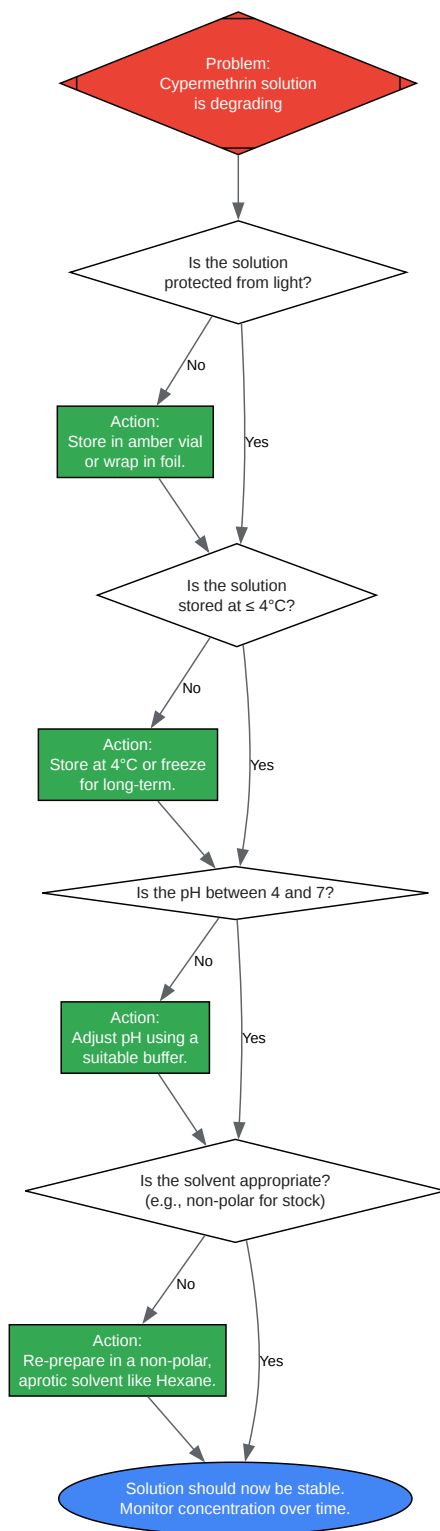 Problem:
Cypermethrin solution
is degrading
Is the solution
protected from light?
No
Action:
Store in amber vial
or wrap in foil.
Yes
Is the solution
stored at ≤ 4°C?
No
Action:
Store at 4°C or freeze
for long-term.
Yes
Is the pH between 4 and 7?
No
Action:
Adjust pH using a
suitable buffer.
Yes
Is the solvent appropriate?
(e.g., non-polar for stock)
No
Action:
Re-prepare in a non-polar,
aprotic solvent like Hexane.
Yes
Solution should now be stable.
Monitor concentration over time.